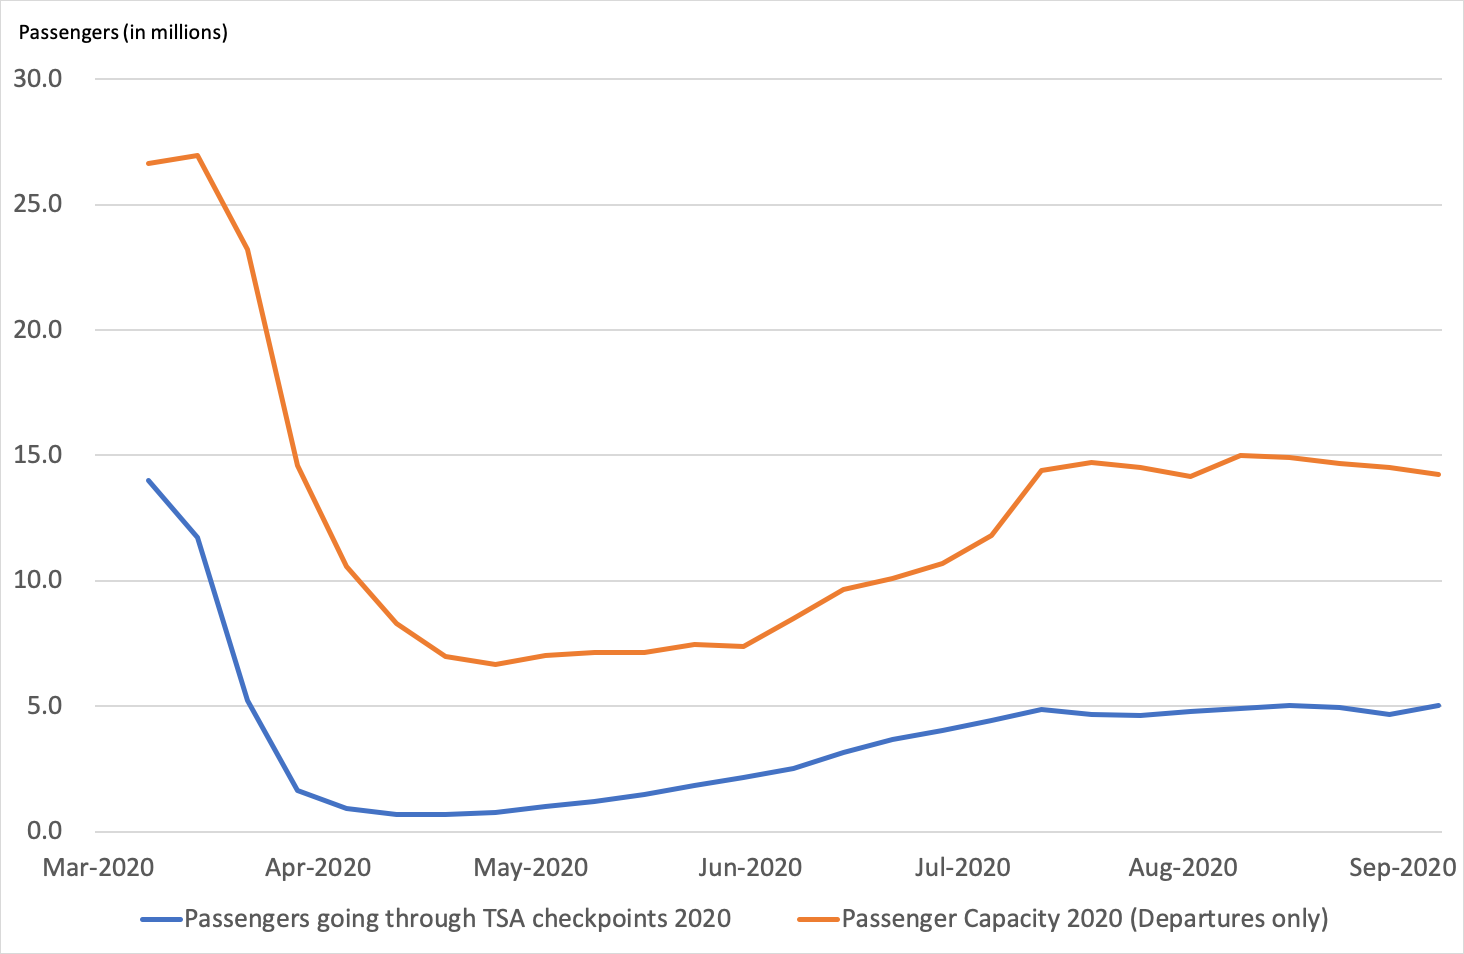 Passengers (in millions)
30.0
25.0
20.0
15.0
10.0
5.0
0.0
Mar-2020 Apr-2020 May-2020 Jun-2020 Jul-2020 Aug-2020 Sep-2020
Passengers going through TSA checkpoints 2020 Passenger Capacity 2020 (Departures only)